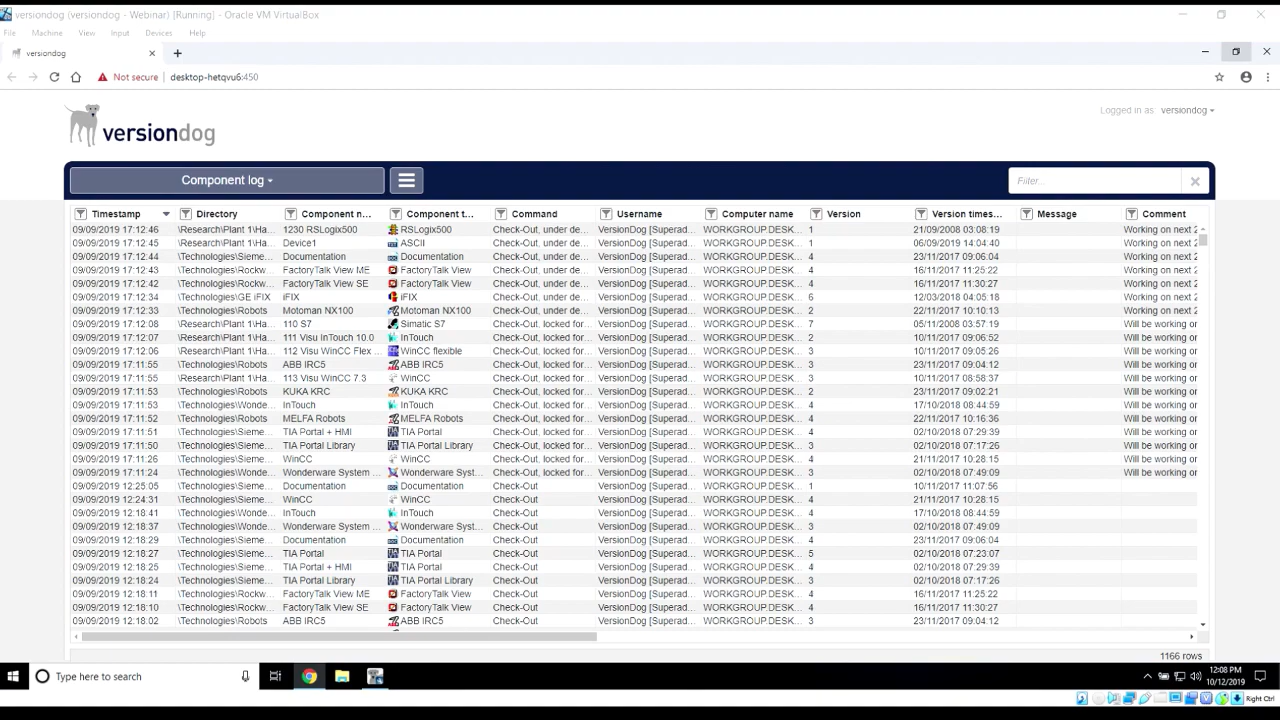 versiondog (versiondog - Webinar) [Running] - Oracle VM VirtualBox
File Machine View Input Devices Help
versiondog
Not secure | desktop-hetqvu6:450
Logged in as versiondog
versiondog
Component log
Filter...
Timestamp Directory Component n... Component t... Command Username Computer name Version Version times... Message Comment
09/09/2019 17:12:46 \Research\Plant 1\Ha... 1230 RSLogix500 RSLogix500 Check-Out, under de... VersionDog [Superad... WORKGROUP.DESK... 1 21/09/2008 03:08:19 Working on next 2
09/09/2019 17:12:45 \Research\Plant 1\Ha... Device1 ASCII Check-Out, under de... VersionDog [Superad... WORKGROUP.DESK... 1 06/09/2019 14:04:40 Working on next 2
09/09/2019 17:12:44 \Technologies\Sieme... Documentation Documentation Check-Out, under de... VersionDog [Superad... WORKGROUP.DESK... 4 23/11/2017 09:06:04 Working on next 2
09/09/2019 17:12:43 \Technologies\Rockw... FactoryTalk View ME FactoryTalk View Check-Out, under de... VersionDog [Superad... WORKGROUP.DESK... 4 16/11/2017 11:25:22 Working on next 2
09/09/2019 17:12:42 \Technologies\Rockw... FactoryTalk View SE FactoryTalk View Check-Out, under de... VersionDog [Superad... WORKGROUP.DESK... 4 16/11/2017 11:30:27 Working on next 2
09/09/2019 17:12:34 \Technologies\GE iFIX iFIX iFIX Check-Out, under de... VersionDog [Superad... WORKGROUP.DESK... 6 12/03/2018 04:05:18 Working on next 2
09/09/2019 17:12:33 \Technologies\Robots Motoman NX100 Motoman NX100 Check-Out, under de... VersionDog [Superad... WORKGROUP.DESK... 2 22/11/2017 10:10:13 Working on next 2
09/09/2019 17:12:08 \Research\Plant 1\Ha... 110 S7 Simatic S7 Check-Out, locked for... VersionDog [Superad... WORKGROUP.DESK... 7 05/11/2008 03:57:19 Will be working or
09/09/2019 17:12:07 \Research\Plant 1\Ha... 111 Visu InTouch 10.0 InTouch Check-Out, locked for... VersionDog [Superad... WORKGROUP.DESK... 2 10/11/2017 09:06:52 Will be working or
09/09/2019 17:12:06 \Research\Plant 1\Ha... 112 Visu WinCC Flex ... WinCC flexible Check-Out, locked for... VersionDog [Superad... WORKGROUP.DESK... 3 10/11/2017 09:05:26 Will be working or
09/09/2019 17:11:55 \Technologies\Robots ABB IRC5 ABB IRC5 Check-Out, locked for... VersionDog [Superad... WORKGROUP.DESK... 3 23/11/2017 09:04:12 Will be working or
09/09/2019 17:11:55 \Research\Plant 1\Ha... 113 Visu WinCC 7.3 WinCC Check-Out, locked for... VersionDog [Superad... WORKGROUP.DESK... 3 10/11/2017 08:58:37 Will be working or
09/09/2019 17:11:53 \Technologies\Robots KUKA KRC KUKA KRC Check-Out, locked for... VersionDog [Superad... WORKGROUP.DESK... 2 23/11/2017 09:02:21 Will be working or
09/09/2019 17:11:53 \Technologies\Wonde... InTouch InTouch Check-Out, locked for... VersionDog [Superad... WORKGROUP.DESK... 4 17/10/2018 08:44:59 Will be working or
09/09/2019 17:11:52 \Technologies\Robots MELFA Robots MELFA Robots Check-Out, locked for... VersionDog [Superad... WORKGROUP.DESK... 4 22/11/2017 10:16:36 Will be working or
09/09/2019 17:11:51 \Technologies\Sieme... TIA Portal + HMI TIA Portal Check-Out, locked for... VersionDog [Superad... WORKGROUP.DESK... 4 02/10/2018 07:29:39 Will be working or
09/09/2019 17:11:50 \Technologies\Sieme... TIA Portal Library TIA Portal Library Check-Out, locked for... VersionDog [Superad... WORKGROUP.DESK... 3 02/10/2018 07:17:26 Will be working or
09/09/2019 17:11:26 \Technologies\Sieme... WinCC WinCC Check-Out, locked for... VersionDog [Superad... WORKGROUP.DESK... 4 21/11/2017 10:28:15 Will be working or
09/09/2019 17:11:24 \Technologies\Wonde... Wonderware System ... Wonderware Syst... Check-Out, locked for... VersionDog [Superad... WORKGROUP.DESK... 3 02/10/2018 07:49:09 Will be working or
09/09/2019 12:25:05 \Technologies\Sieme... Documentation Documentation Check-Out VersionDog [Superad... WORKGROUP.DESK... 1 10/11/2017 11:07:56
09/09/2019 12:24:31 \Technologies\Sieme... WinCC WinCC Check-Out VersionDog [Superad... WORKGROUP.DESK... 4 21/11/2017 10:28:15
09/09/2019 12:18:41 \Technologies\Wonde... InTouch InTouch Check-Out VersionDog [Superad... WORKGROUP.DESK... 4 17/10/2018 08:44:59
09/09/2019 12:18:37 \Technologies\Wonde... Wonderware System ... Wonderware Syst... Check-Out VersionDog [Superad... WORKGROUP.DESK... 3 02/10/2018 07:49:09
09/09/2019 12:18:29 \Technologies\Sieme... Documentation Documentation Check-Out VersionDog [Superad... WORKGROUP.DESK... 4 23/11/2017 09:06:04
09/09/2019 12:18:27 \Technologies\Sieme... TIA Portal TIA Portal Check-Out VersionDog [Superad... WORKGROUP.DESK... 5 02/10/2018 07:23:07
09/09/2019 12:18:25 \Technologies\Sieme... TIA Portal + HMI TIA Portal Check-Out VersionDog [Superad... WORKGROUP.DESK... 4 02/10/2018 07:29:39
09/09/2019 12:18:24 \Technologies\Sieme... TIA Portal Library TIA Portal Library Check-Out VersionDog [Superad... WORKGROUP.DESK... 3 02/10/2018 07:17:26
09/09/2019 12:18:11 \Technologies\Rockw... FactoryTalk View ME FactoryTalk View Check-Out VersionDog [Superad... WORKGROUP.DESK... 4 16/11/2017 11:25:22
09/09/2019 12:18:10 \Technologies\Rockw... FactoryTalk View SE FactoryTalk View Check-Out VersionDog [Superad... WORKGROUP.DESK... 4 16/11/2017 11:30:27
09/09/2019 12:18:02 \Technologies\Robots ABB IRC5 ABB IRC5 Check-Out VersionDog [Superad... WORKGROUP.DESK... 3 23/11/2017 09:04:12
1166 rows
Type here to search
12:08 PM
10/12/2019
Right Ctrl